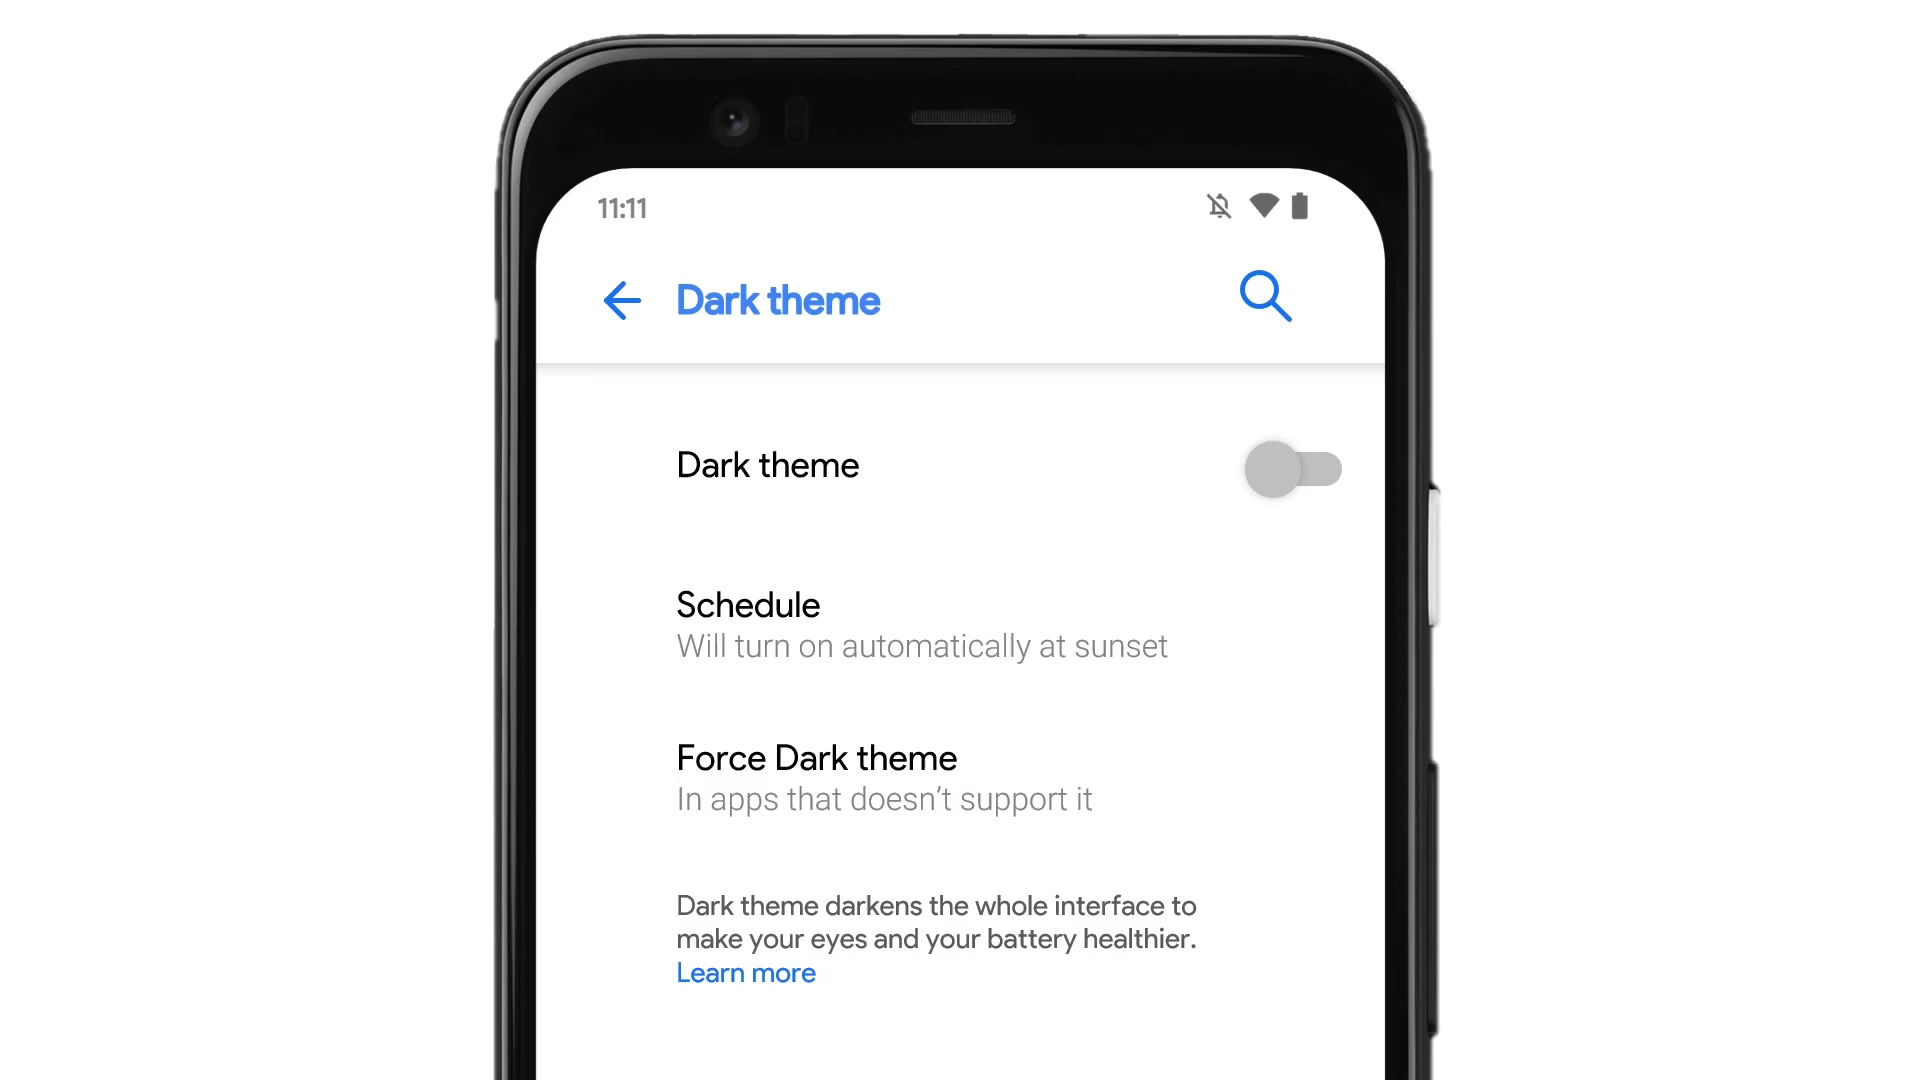 11:11
Dark theme
Dark theme
Schedule
Will turn on automatically at sunset
Force Dark theme
In apps that doesn’t support it
Dark theme darkens the whole interface to
make your eyes and your battery healthier.
Learn more